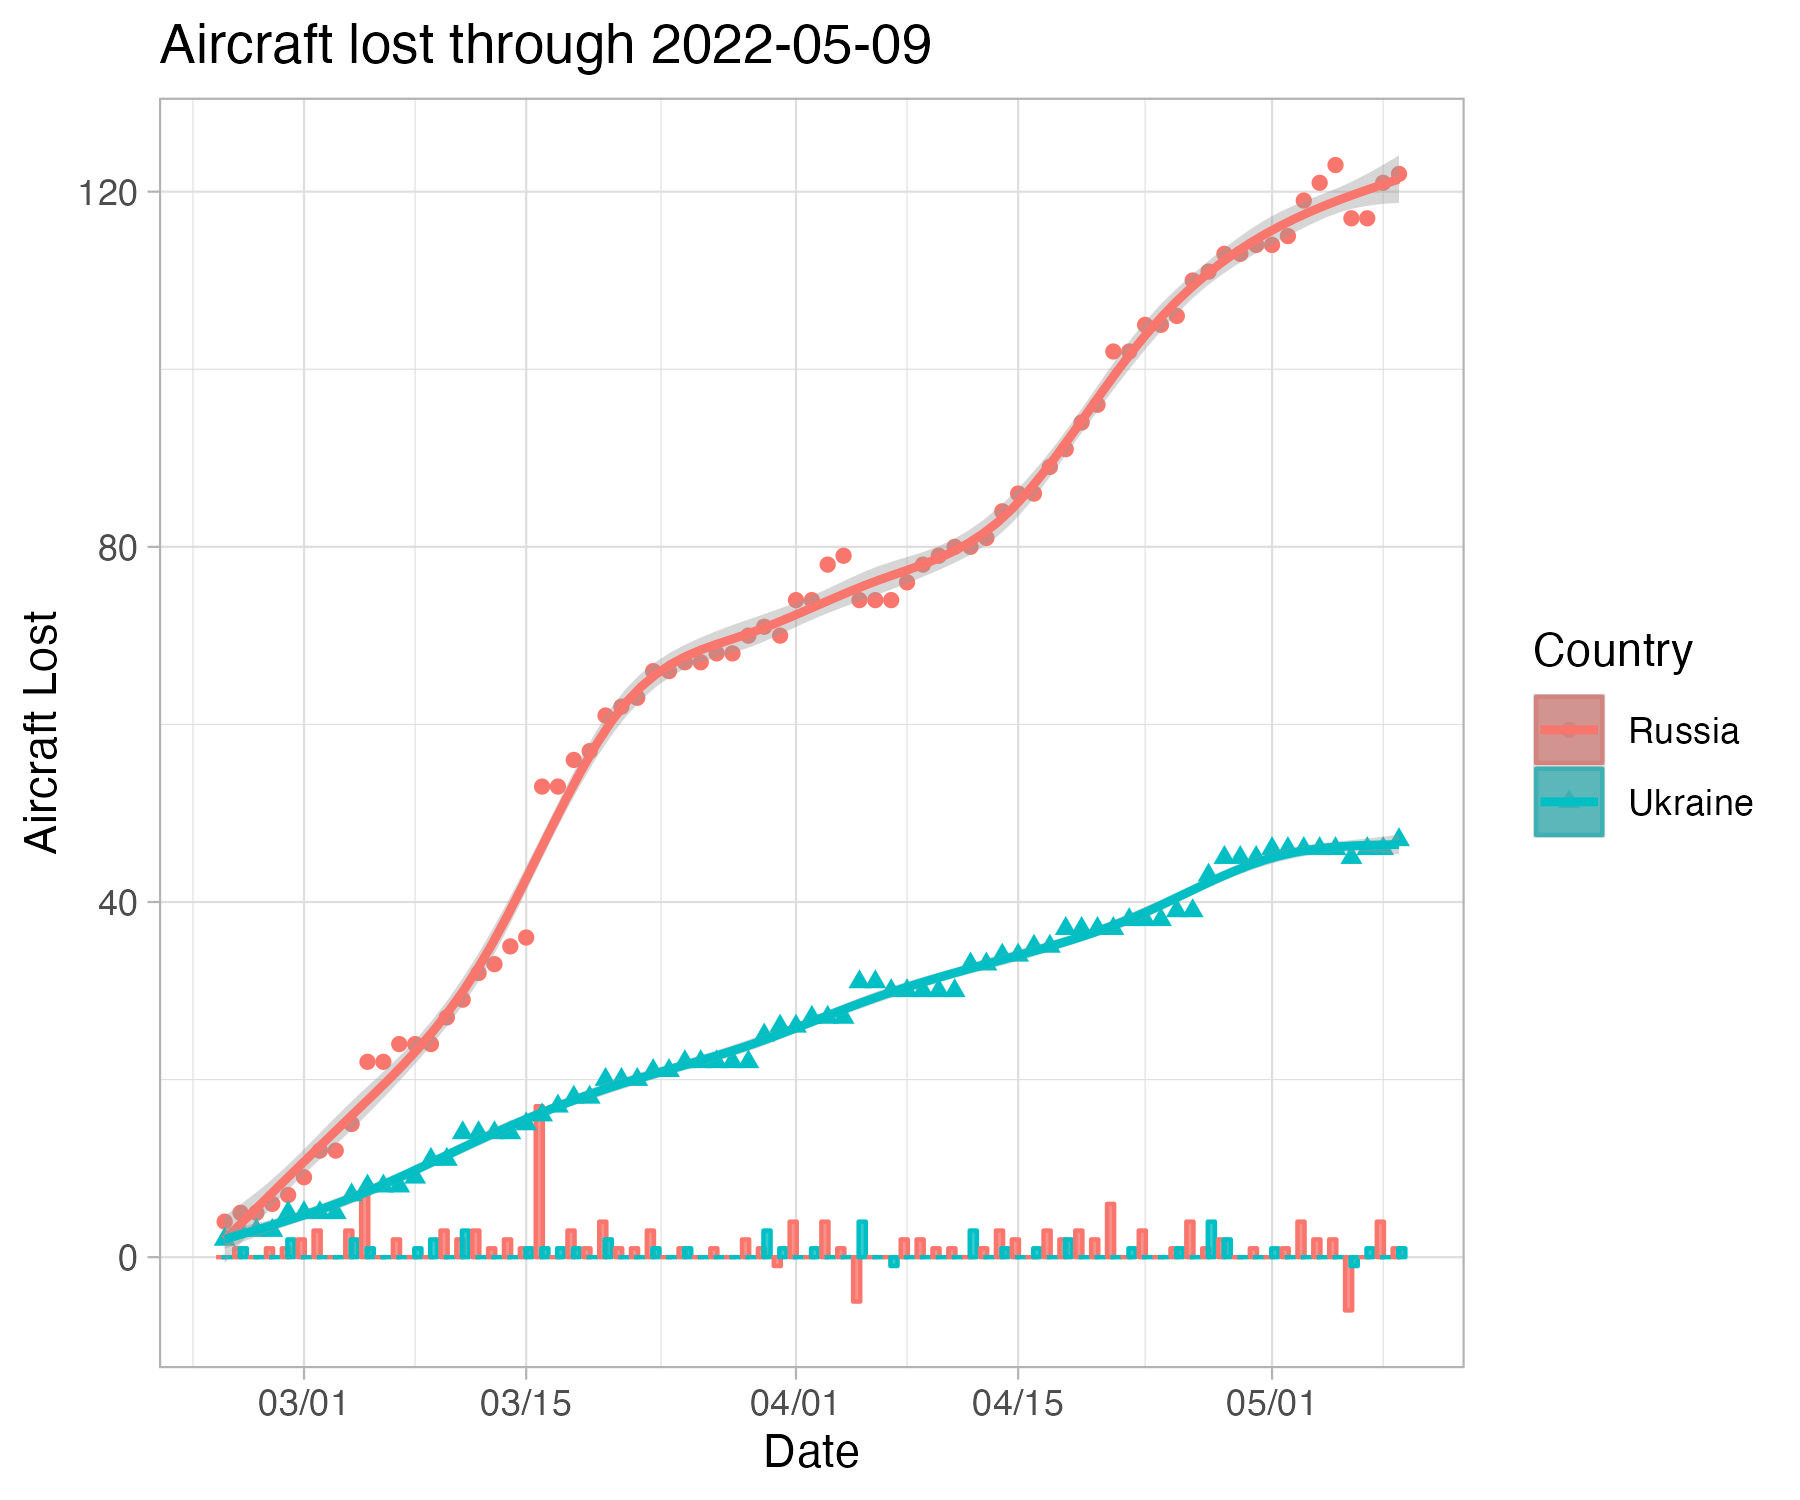 Aircraft lost through 2022-05-09
Aircraft Lost
120
80
40
0
03/01 03/15 04/01 04/15 05/01
Date
Country
Russia
Ukraine